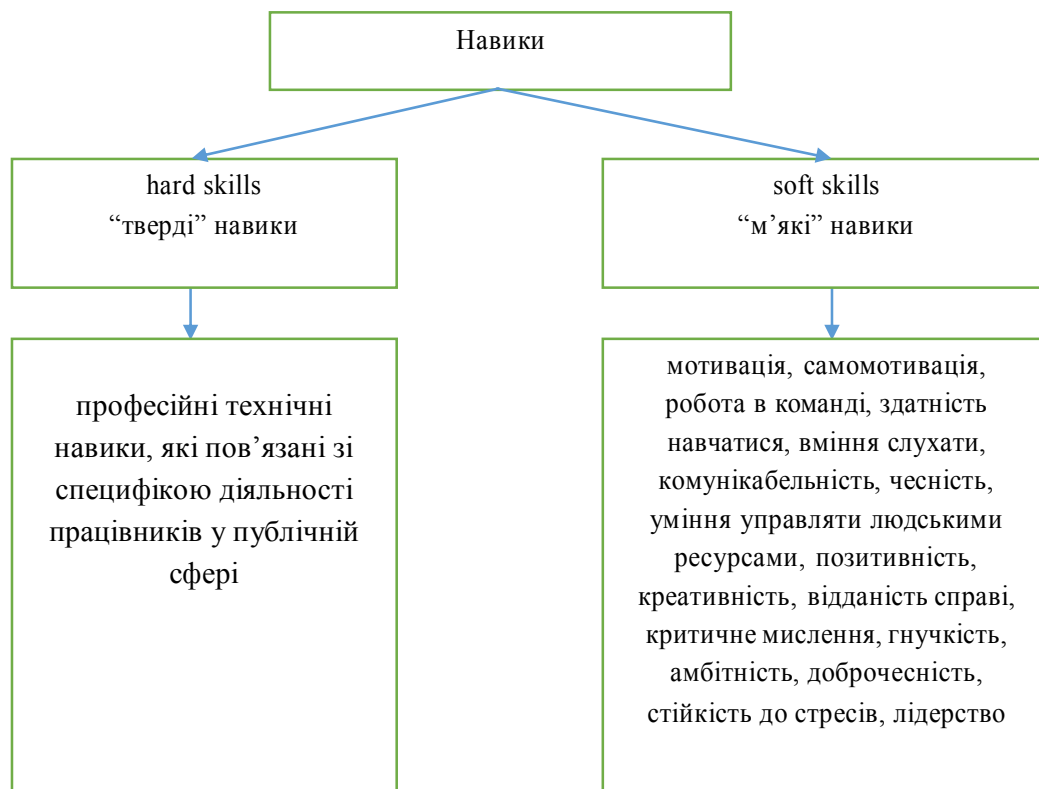 Навики
hard skills
“тверді” навики
soft skills
“м’які” навики
професійні технічні
навики, які пов’язані зі
специфікою діяльності
працівників у публічній
сфері
мотивація, самомотивація,
робота в команді, здатність
навчатися, вміння слухати,
комунікабельність, чесність,
уміння управляти людськими
ресурсами, позитивність,
креативність, відданість справі,
критичне мислення, гнучкість,
амбітність, доброчесність,
стійкість до стресів, лідерство